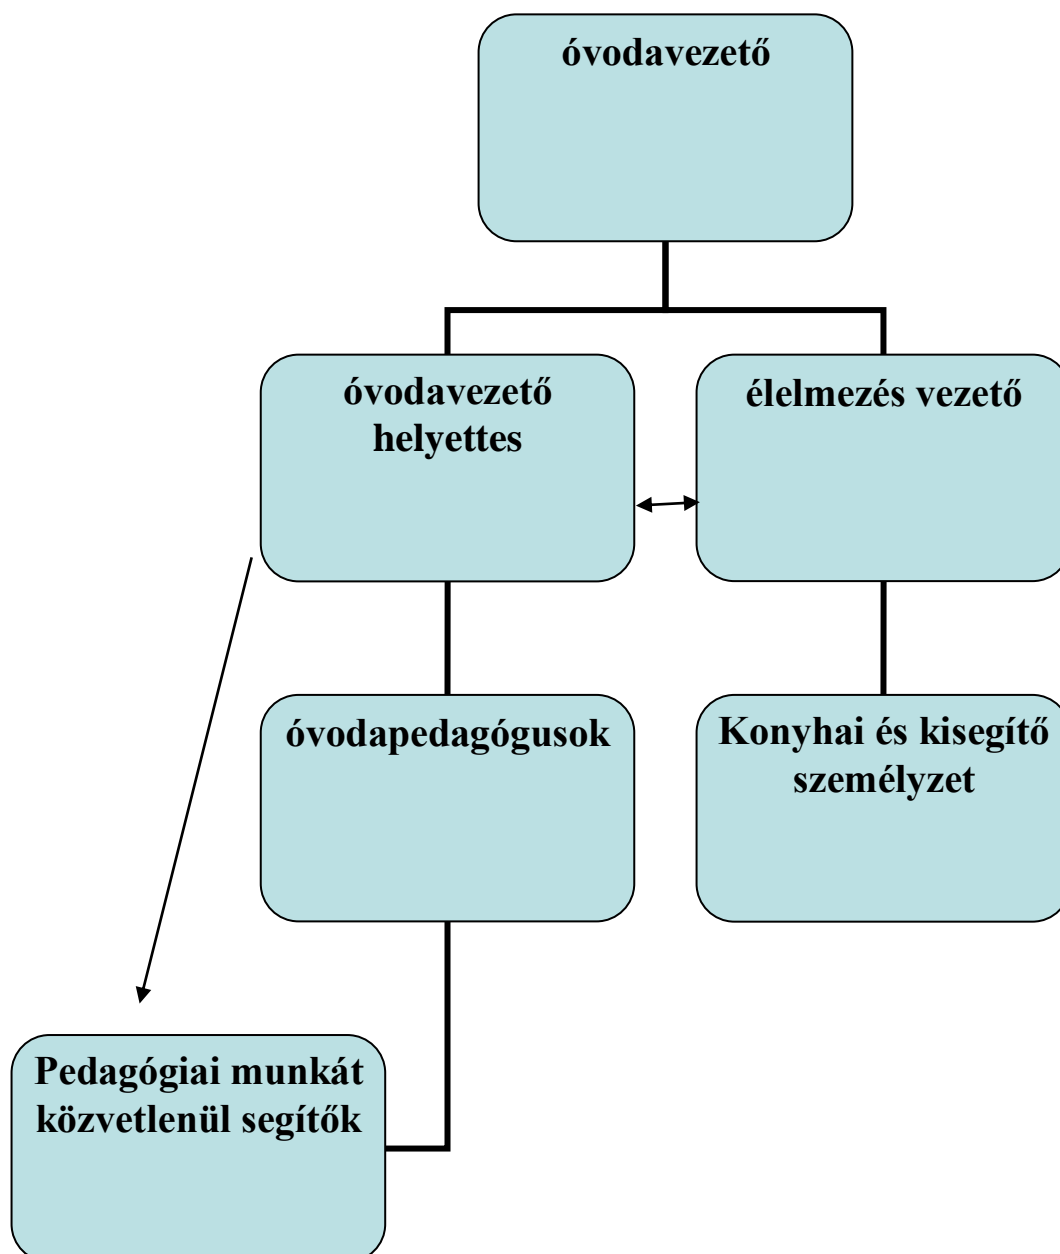 óvodavezető
óvodavezető
helyettes
élelmezés vezető
óvodapedagógusok
Konyhai és kisegítő
személyzet
Pedagógiai munkát
közvetlenül segítők